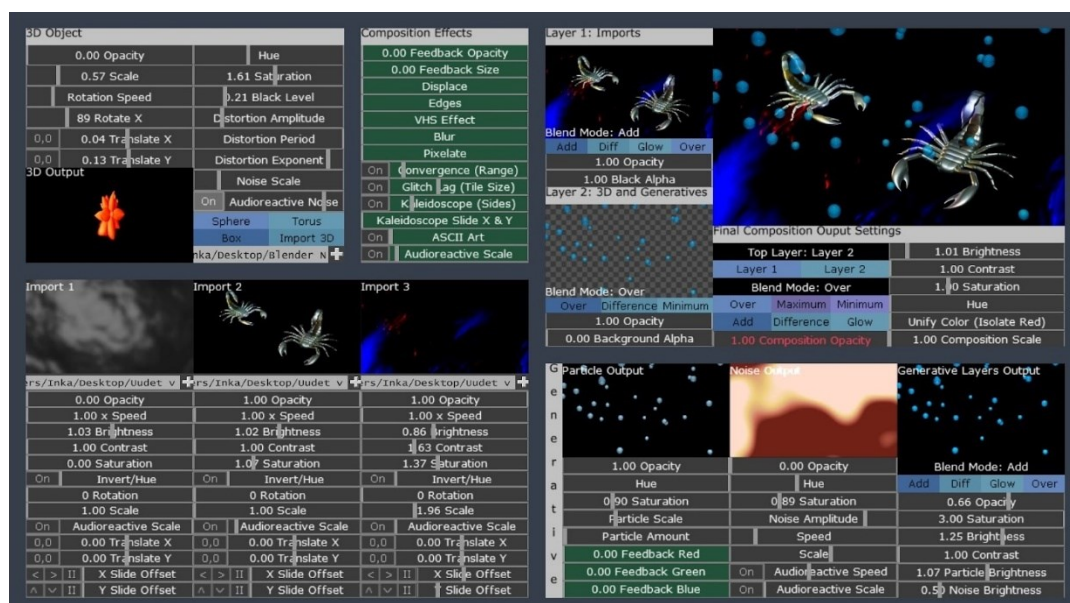 3D Object
0.00 Opacity
Hue
0.57 Scale
1.61 Saturation
Rotation Speed
0.21 Black Level
89 Rotate X
Distortion Amplitude
0,0 0.04 Translate X
Distortion Period
0,0 0.13 Translate Y
Distortion Exponent
3D Output
Noise Scale
On Audioreactive Noise
Sphere Torus
Box Import 3D
nka/Desktop/Blender N +
Composition Effects
0.00 Feedback Opacity
0.00 Feedback Size
Displace
Edges
VHS Effect
Blur
Pixelate
On Convergence (Range)
On Glitch Lag (Tile Size)
On Kaleidoscope (Sides)
Kaleidoscope Slide X & Y
On ASCII Art
On Audioreactive Scale
Layer 1: Imports
Blend Mode: Add
Add Diff Glow Over
1.00 Opacity
1.00 Black Alpha
Layer 2: 3D and Generatives
Blend Mode: Over
Over Difference Minimum
1.00 Opacity
0.00 Background Alpha
Final Composition Ouput Settings
Top Layer: Layer 2
1.01 Brightness
Layer 1 Layer 2
1.00 Contrast
Blend Mode: Over
1.00 Saturation
Over Maximum Minimum
Hue
Add Difference Glow
Unify Color (Isolate Red)
1.00 Composition Opacity
1.00 Composition Scale
Import 1 Import 2 Import 3
ers/Inka/Desktop/Uudet v + rs/Inka/Desktop/Uudet v + rs/Inka/Desktop/Uudet v +
0.00 Opacity 1.00 Opacity 1.00 Opacity
1.00 x Speed 1.00 x Speed 1.00 x Speed
1.03 Brightness 1.02 Brightness 0.86 Brightness
1.00 Contrast 1.00 Contrast 1.63 Contrast
0.00 Saturation 1.07 Saturation 1.37 Saturation
On Invert/Hue On Invert/Hue On Invert/Hue
0 Rotation 0 Rotation 0 Rotation
1.00 Scale 1.00 Scale 1.96 Scale
On Audioreactive Scale On Audioreactive Scale On Audioreactive Scale
0,0 0.00 Translate X 0,0 0.00 Translate X 0,0 0.00 Translate X
0,0 0.00 Translate Y 0,0 0.00 Translate Y 0,0 0.00 Translate Y
< > II X Slide Offset < > II X Slide Offset < > II X Slide Offset
∧ ∨ II Y Slide Offset ∧ ∨ II Y Slide Offset ∧ ∨ II Slide Offset
Generative
Particle Output Noise Output Generative Layers Output
Blend Mode: Add
1.00 Opacity 0.00 Opacity Add Diff Glow Over
Hue Hue 0.66 Opacity
0.90 Saturation 0.89 Saturation 3.00 Saturation
Particle Scale Noise Amplitude 1.25 Brightness
Particle Amount Speed
0.00 Feedback Red Scale 1.00 Contrast
0.00 Feedback Green On Audioreactive Speed 1.07 Particle Brightness
0.00 Feedback Blue On Audioreactive Scale 0.50 Noise Brightness